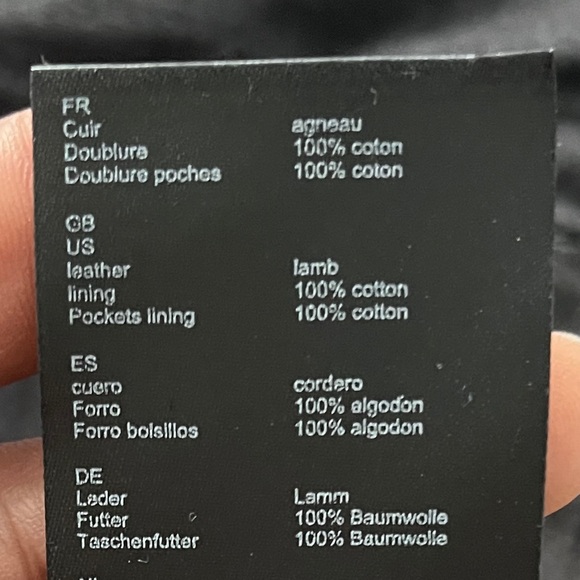 FR
Cuir agneau
Doublure 100% coton
Doublure poches 100% coton
GB
US
leather lamb
lining 100% cotton
Pockets lining 100% cotton
ES
cuero cordero
Forro 100% algodon
Forro bolsillos 100% algodon
DE
Leder Lamm
Futter 100% Baumwolle
Taschenfutter 100% Baumwolle